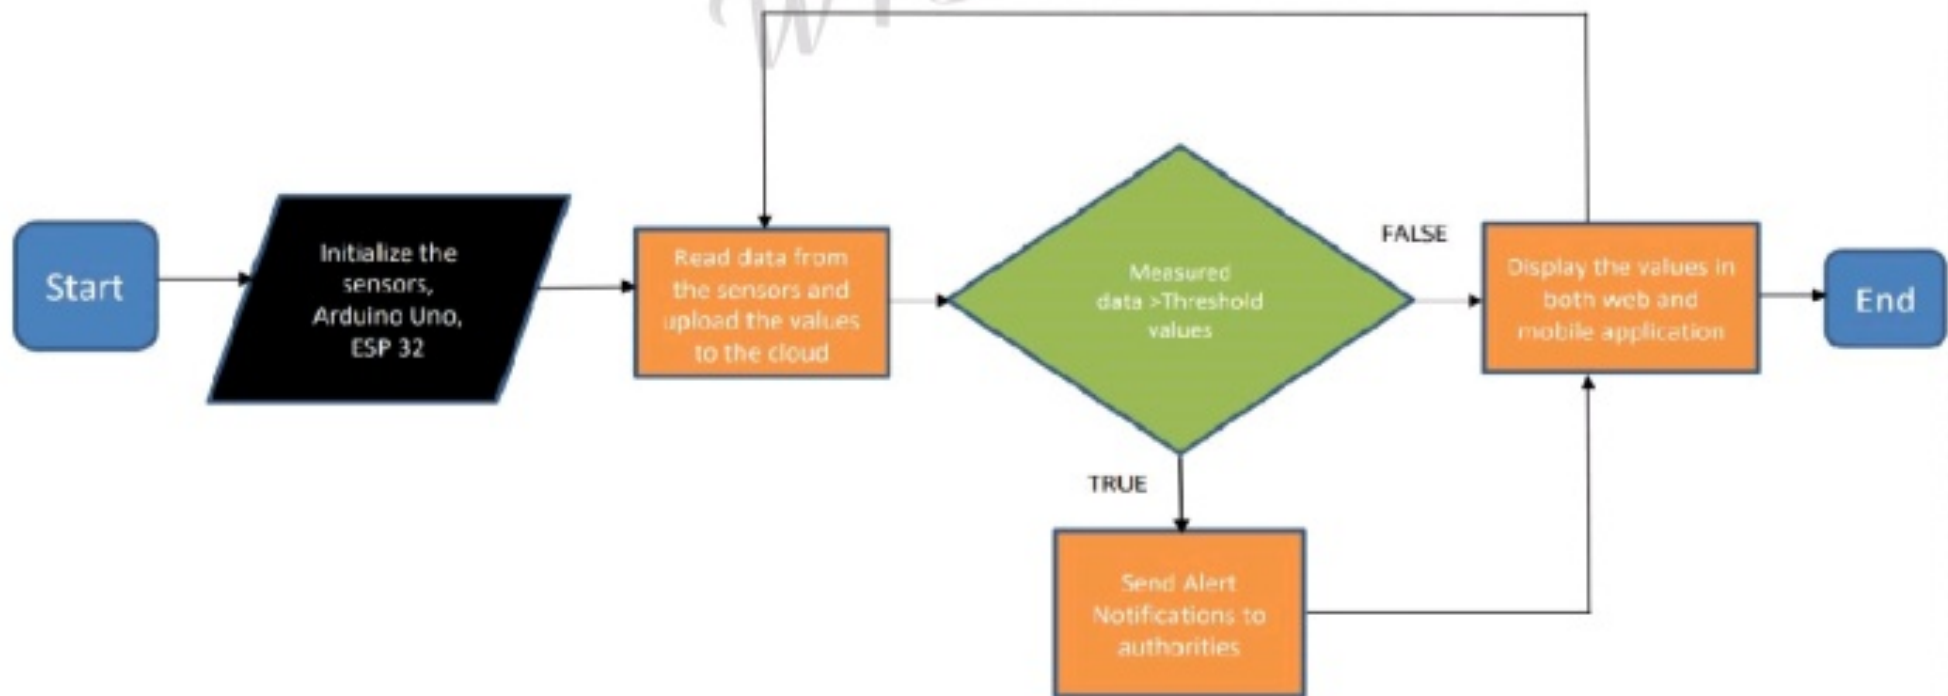 Start
Initialize the
sensors,
Arduino Uno,
ESP 32
Read data from
the sensors and
upload the values
to the cloud
Measured
data >Threshold
values
FALSE
Display the values in
both web and
mobile application
End
TRUE
Send Alert
Notifications to
authorities